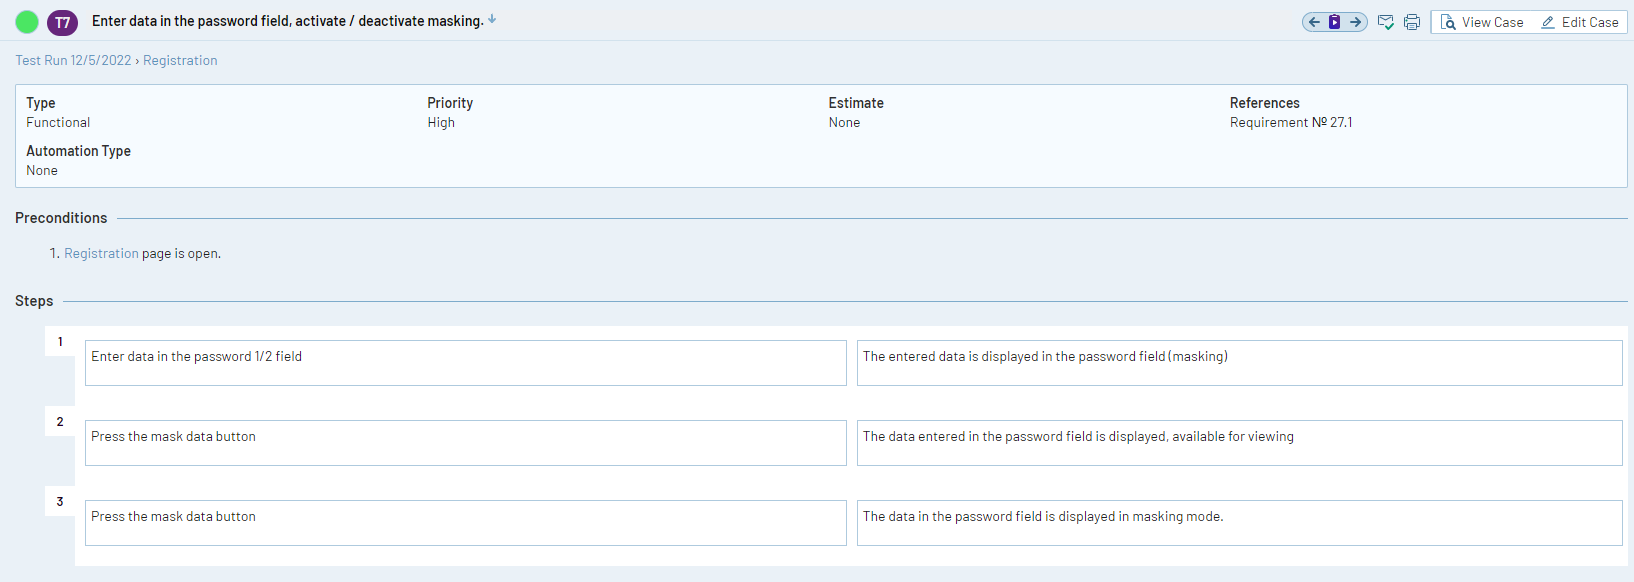 T7 Enter data in the password field, activate / deactivate masking. View Case Edit Case
Test Run 12/5/2022 › Registration
Type Priority Estimate References
Functional High None Requirement № 27.1
Automation Type
None
Preconditions
1. Registration page is open.
Steps
1
Enter data in the password 1/2 field The entered data is displayed in the password field (masking)
2
Press the mask data button The data entered in the password field is displayed, available for viewing
3
Press the mask data button The data in the password field is displayed in masking mode.